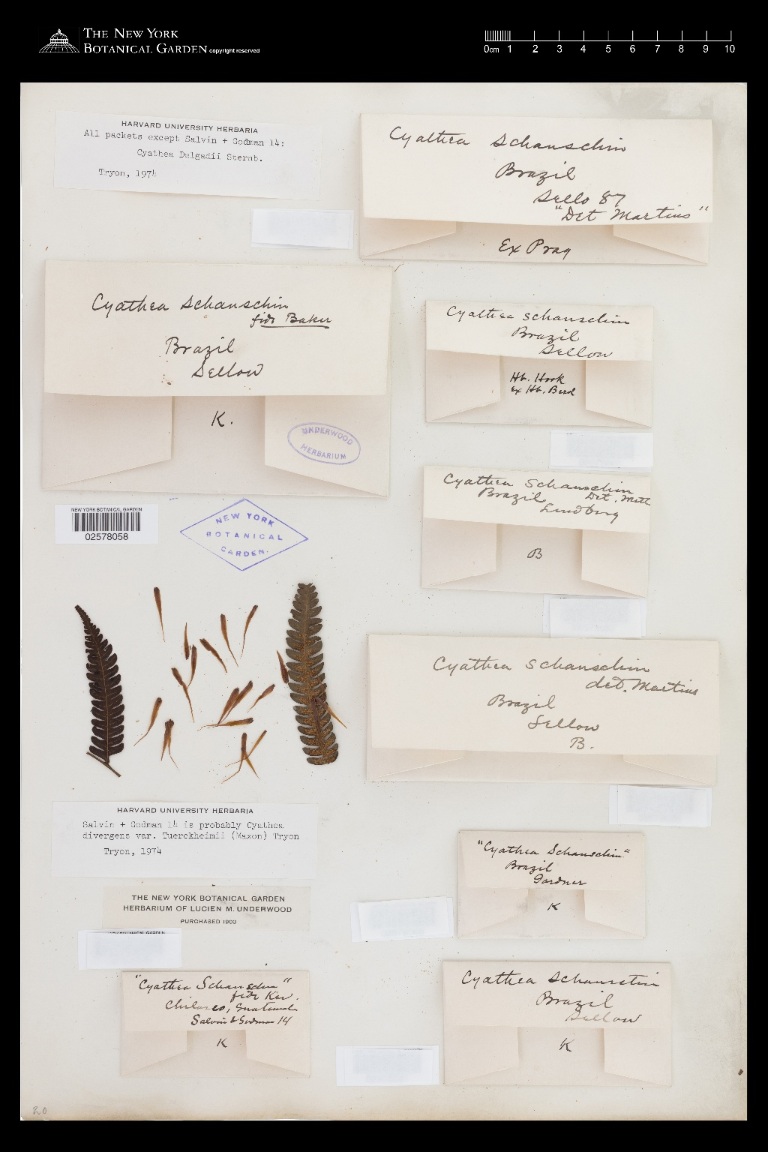 THE NEW YORK
BOTANICAL GARDEN copyright reserved
0cm 1 2 3 4 5 6 7 8 9 10
HARVARD UNIVERSITY HERBARIA
All packets except Salvin + Godman 14:
Cyathea Delgadii Sternb.
Tryon, 1974
Cyathea Schanschin
Brazil
Sello 87
"Det Martius"
Ex Prag
Cyathea Schanschin
fide Baker
Brazil
Sellow
K.
UNDERWOOD
HERBARIUM
Cyathea schanschin
Brazil
Sellow
Hb. Hook
Ex Hb. Berl
Cyathea Schanschin
Brazil Det. Mett
Lindberg
B
NEW YORK BOTANICAL GARDEN
02578058
NEW YORK
BOTANICAL
GARDEN
Cyathea schanschin
det. Martius
Brazil
Sellow
B.
HARVARD UNIVERSITY HERBARIA
Salvin + Godman 14 is probably Cyathea
divergens var. Tuerckheimii (Maxon) Tryon
Tryon, 1974
THE NEW YORK BOTANICAL GARDEN
HERBARIUM OF LUCIEN M. UNDERWOOD
PURCHASED 1909
"Cyathea Schanschin"
Brazil
Gardner
K
"Cyathea Schanschin"
fide Kew.
Guatemala
Salvin & Godman 14
K
Cyathea Schanschin
Brazil
Sellow
K